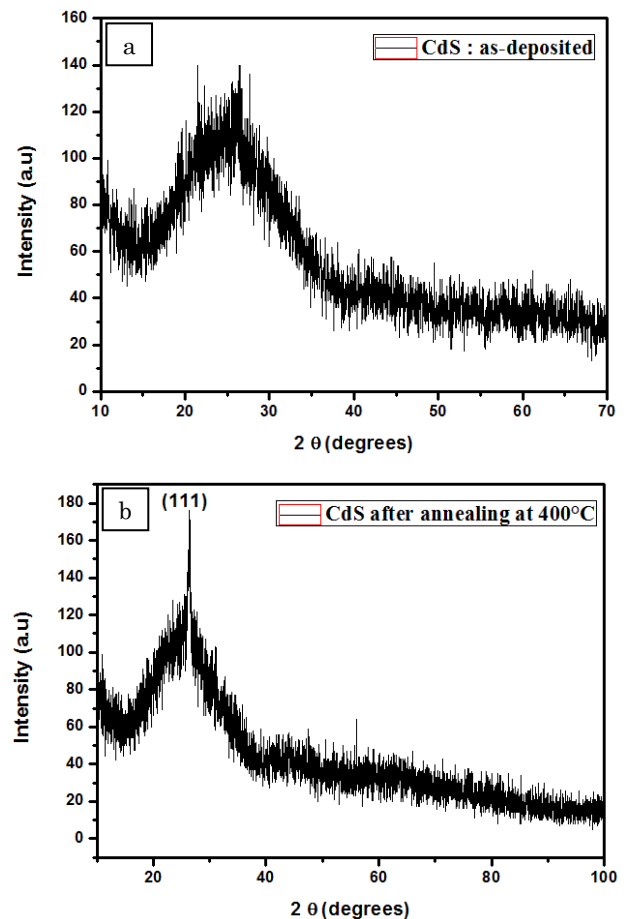 a
CdS : as-deposited
160
140
120
100
80
60
40
20
0
Intensity (a.u)
10 20 30 40 50 60 70
2 θ (degrees)
b
(111)
CdS after annealing at 400°C
180
160
140
120
100
80
60
40
20
0
Intensity (a.u)
20 40 60 80 100
2 θ (degrees)